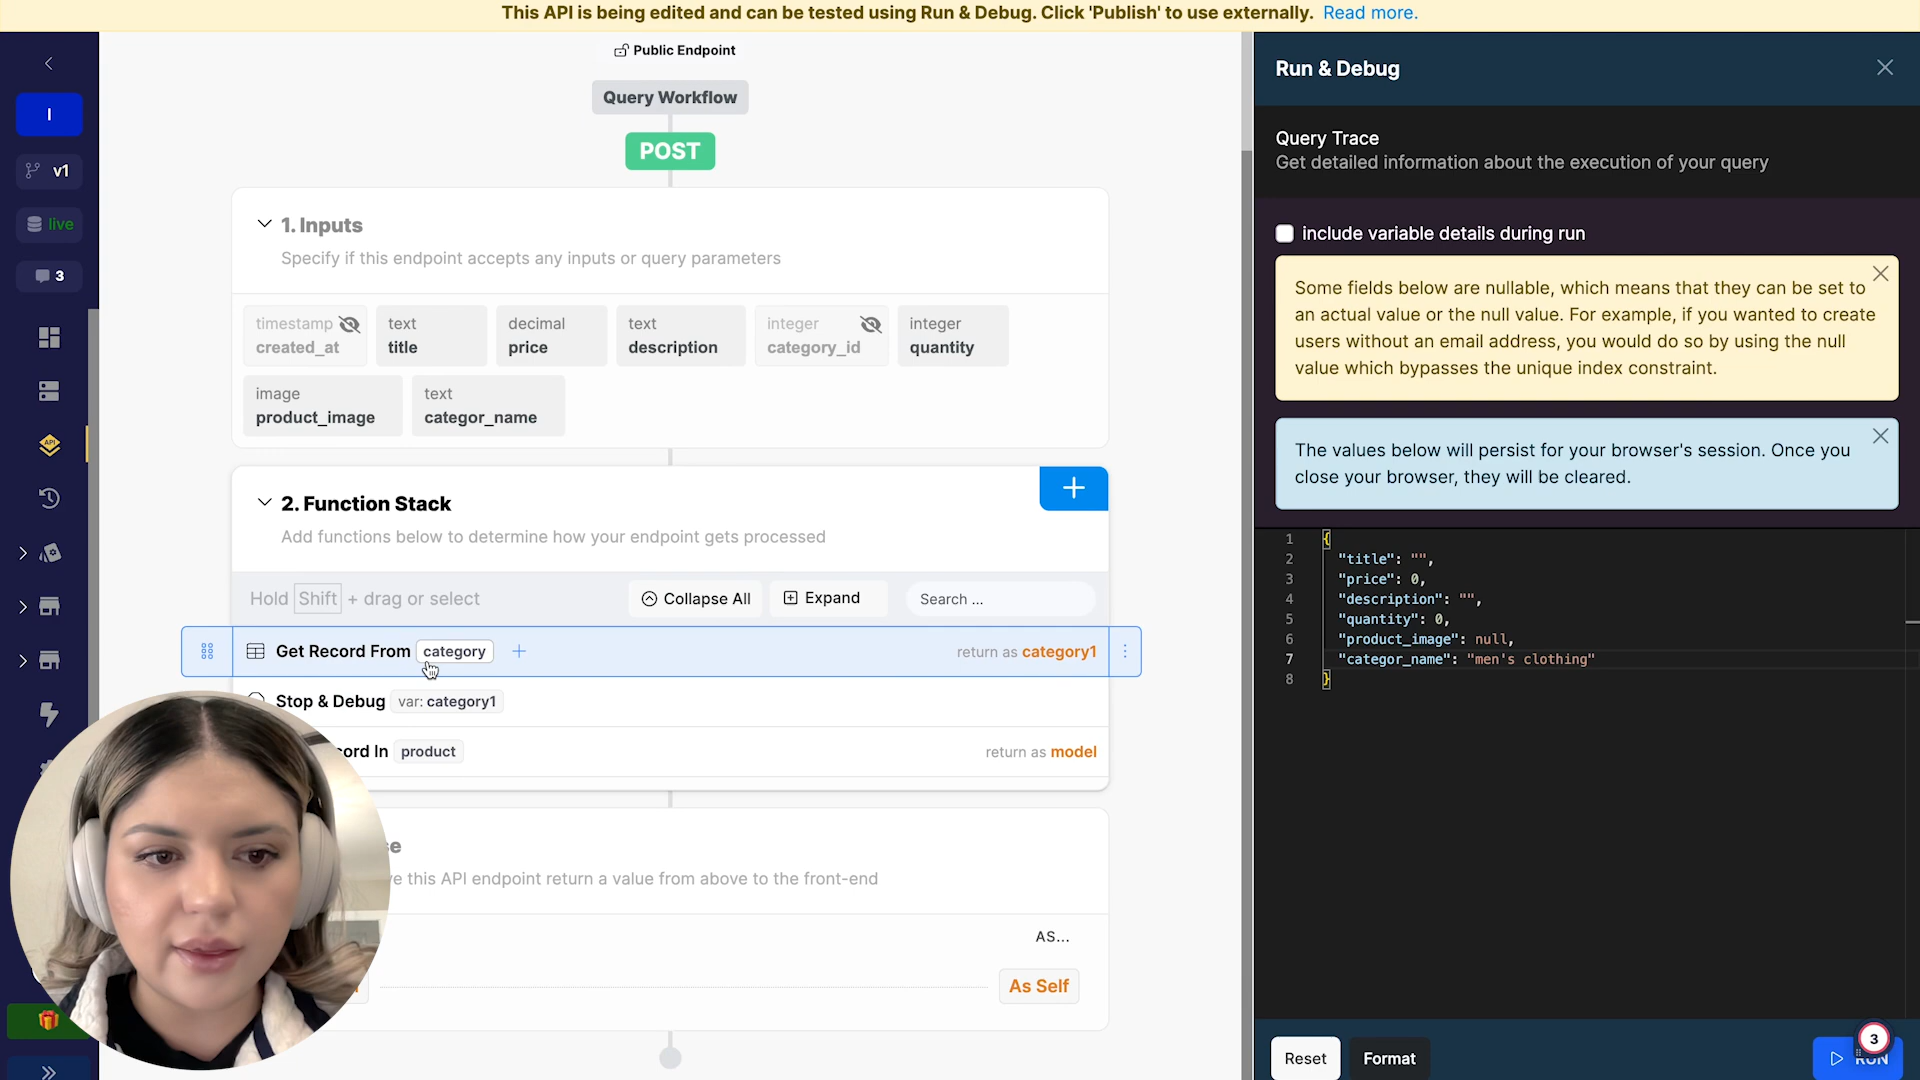 This API is being edited and can be tested using Run & Debug. Click 'Publish' to use externally. Read more.
Public Endpoint
Query Workflow
POST
I
v1
live
3
API
1. Inputs
Specify if this endpoint accepts any inputs or query parameters
timestamp
created_at
text
title
decimal
price
text
description
integer
category_id
integer
quantity
image
product_image
text
categor_name
2. Function Stack
Add functions below to determine how your endpoint gets processed
Hold Shift + drag or select
Collapse All
Expand
Search ...
Get Record From category
return as category1
Stop & Debug var: category1
ord In product
return as model
se
e this API endpoint return a value from above to the front-end
AS...
As Self
Run & Debug
Query Trace
Get detailed information about the execution of your query
include variable details during run
Some fields below are nullable, which means that they can be set to
an actual value or the null value. For example, if you wanted to create
users without an email address, you would do so by using the null
value which bypasses the unique index constraint.
The values below will persist for your browser's session. Once you
close your browser, they will be cleared.
1 {
2 "title": "",
3 "price": 0,
4 "description": "",
5 "quantity": 0,
6 "product_image": null,
7 "categor_name": "men's clothing"
8 }
Reset
Format
3
RUN